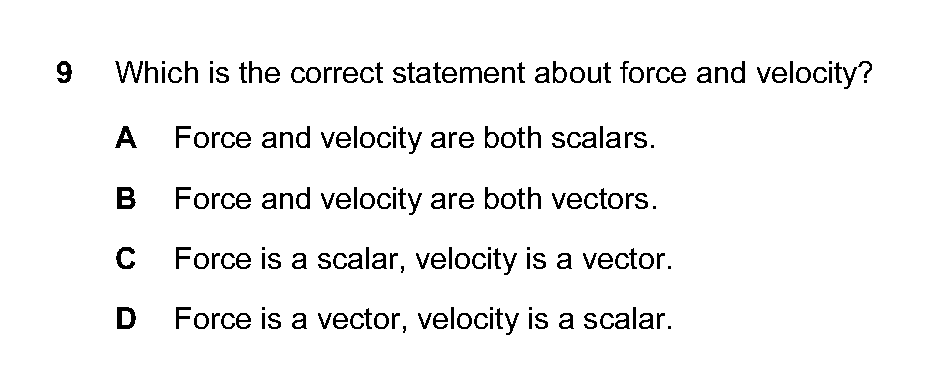 9 Which is the correct statement about force and velocity?
A Force and velocity are both scalars.
B Force and velocity are both vectors.
C Force is a scalar, velocity is a vector.
D Force is a vector, velocity is a scalar.